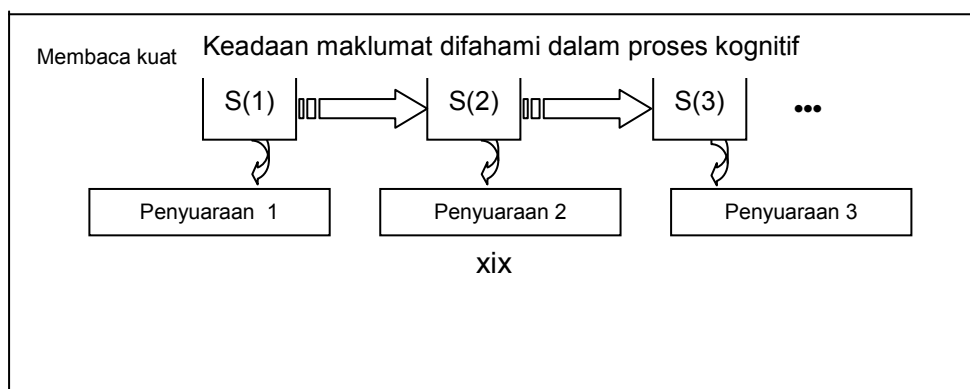 Membaca kuat Keadaan maklumat difahami dalam proses kognitif
S(1) S(2) S(3) ...
Penyuaraan 1 Penyuaraan 2 Penyuaraan 3
xix